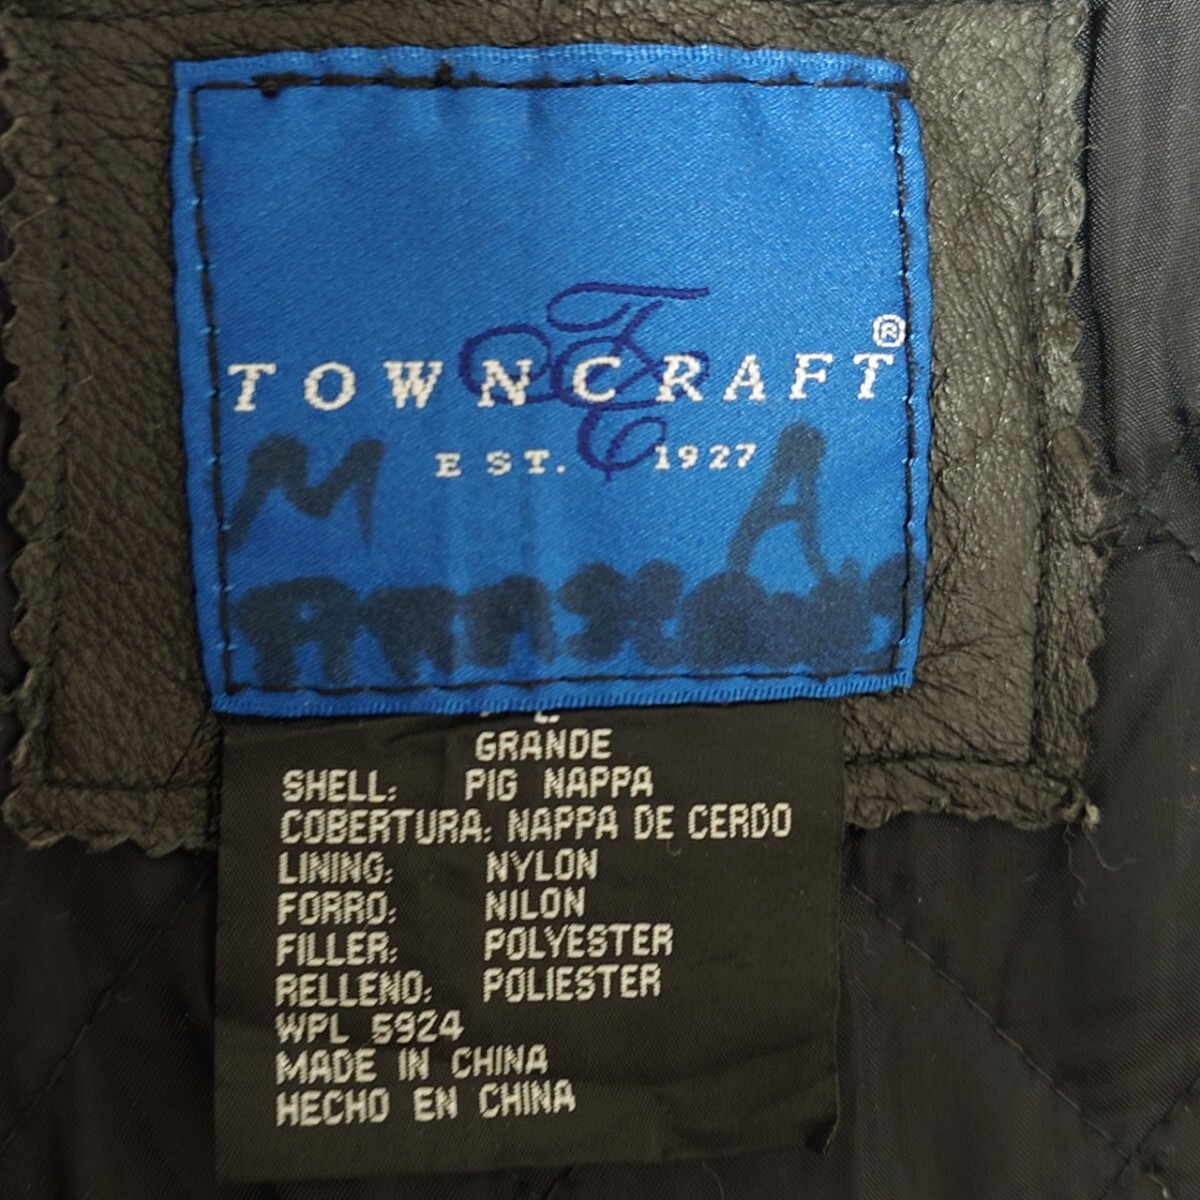 TOWNCRAFT®
EST. 1927
M A
L
GRANDE
SHELL: PIG NAPPA
COBERTURA: NAPPA DE CERDO
LINING: NYLON
FORRO: NILON
FILLER: POLYESTER
RELLENO: POLIESTER
WPL 5924
MADE IN CHINA
HECHO EN CHINA